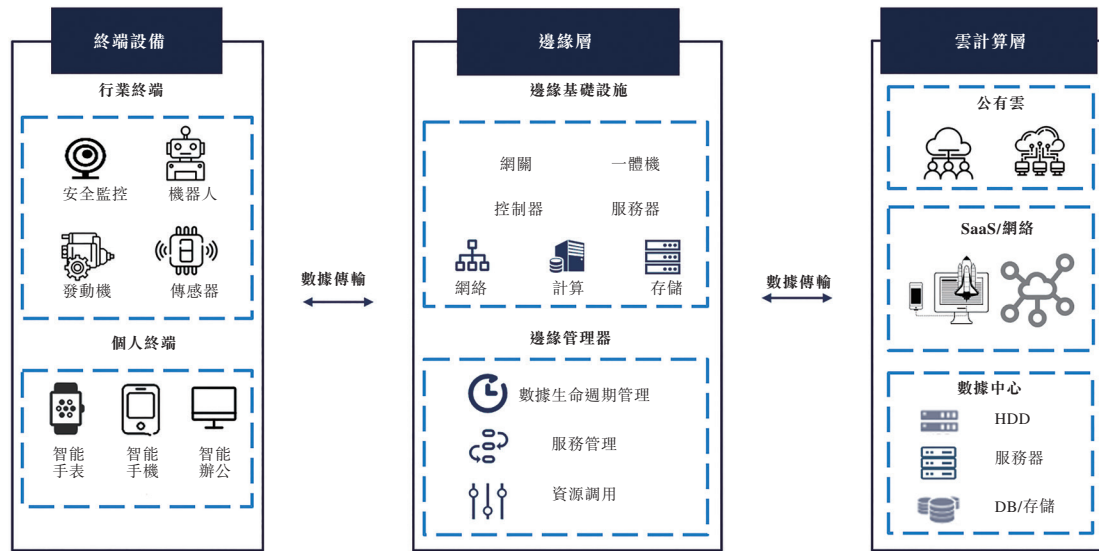 終端設備
行業終端
安全監控
機器人
發動機
傳感器
個人終端
智能
手表
智能
手機
智能
辦公
數據傳輸
邊緣層
邊緣基礎設施
網關
一體機
控制器
服務器
網絡
計算
存儲
邊緣管理器
數據生命週期管理
服務管理
資源調用
數據傳輸
雲計算層
公有雲
SaaS/網絡
數據中心
HDD
服務器
DB/存儲